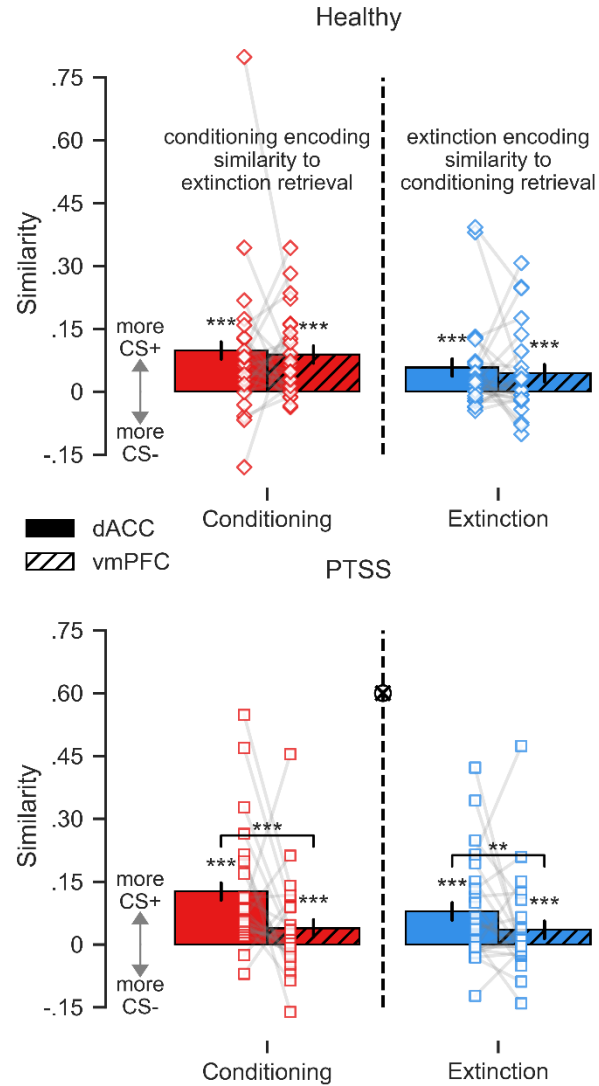 Healthy
.75
.60
.45
.30
.15
0
-.15
Similarity
more
CS+
more
CS-
conditioning encoding
similarity to
extinction retrieval
extinction encoding
similarity to
conditioning retrieval
***
***
***
***
Conditioning
Extinction
dACC
vmPFC
PTSS
.75
.60
.45
.30
.15
0
-.15
Similarity
more
CS+
more
CS-
***
***
***
**
***
***
Conditioning
Extinction